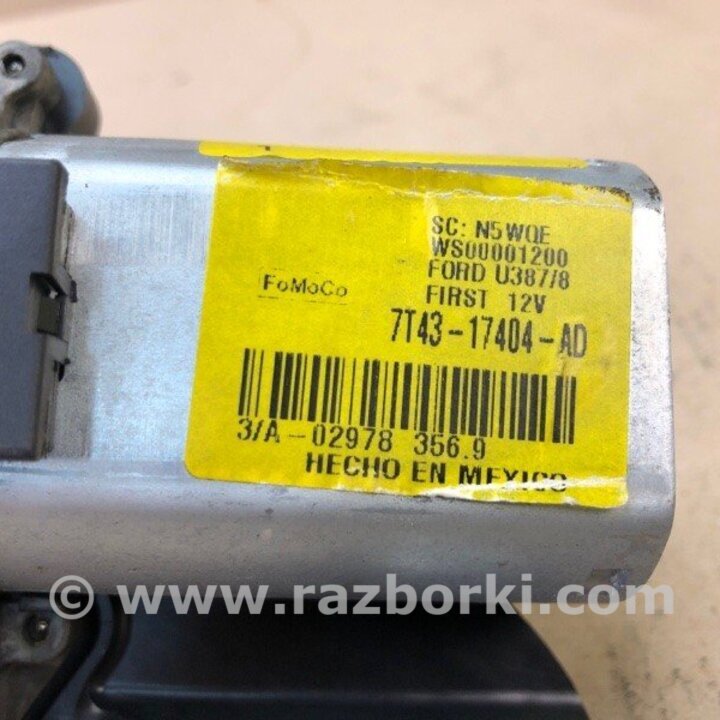 SC: N5WQE
WS00001200
FORD U387/8
FoMoCo
FIRST 12V
7T43-17404-AD
3/A-02978 356.9
HECHO EN MEXICO
© www.razborki.com